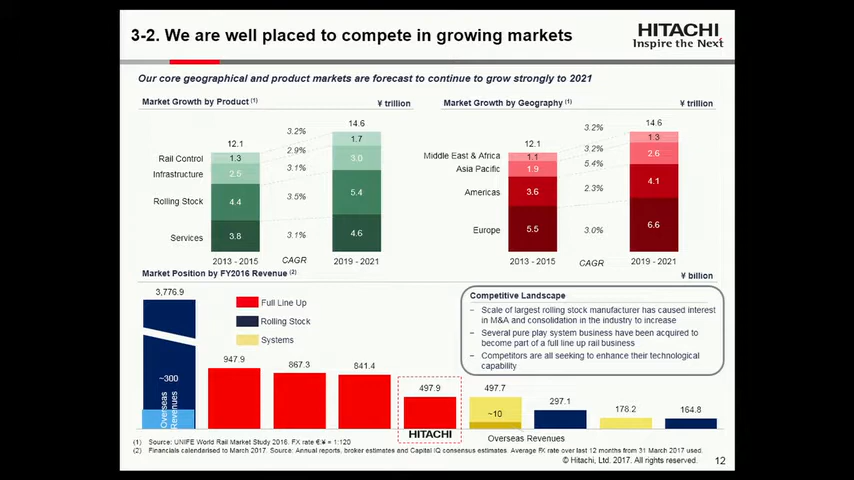 3-2. We are well placed to compete in growing markets
HITACHI
Inspire the Next
Our core geographical and product markets are forecast to continue to grow strongly to 2021
Market Growth by Product (1)
¥ trillion
12.1
3.2%
14.6
Rail Control
1.3
2.9%
1.7
Infrastructure
2.5
3.1%
3.0
Rolling Stock
4.4
3.5%
5.4
Services
3.8
3.1%
4.6
2013 - 2015
CAGR
2019 - 2021
Market Growth by Geography (1)
¥ trillion
12.1
3.2%
14.6
Middle East & Africa
1.1
3.2%
1.3
Asia Pacific
1.9
5.4%
2.6
Americas
3.6
2.3%
4.1
Europe
5.5
3.0%
6.6
2013 - 2015
CAGR
2019 - 2021
Market Position by FY2016 Revenue (2)
¥ billion
3,776.9
~300
Overseas
Revenues
Full Line Up
Rolling Stock
Systems
947.9
867.3
841.4
497.9
HITACHI
497.7
~10
297.1
178.2
164.8
Overseas Revenues
Competitive Landscape
− Scale of largest rolling stock manufacturer has caused interest
in M&A and consolidation in the industry to increase
− Several pure play system business have been acquired to
become part of a full line up rail business
− Competitors are all seeking to enhance their technological
capability
(1) Source: UNIFE World Rail Market Study 2016. FX rate €:¥ = 1:120
(2) Financials calendarised to March 2017. Source: Annual reports, broker estimates and Capital IQ consensus estimates. Average FX rate over last 12 months from 31 March 2017 used.
© Hitachi, Ltd. 2017. All rights reserved.
12